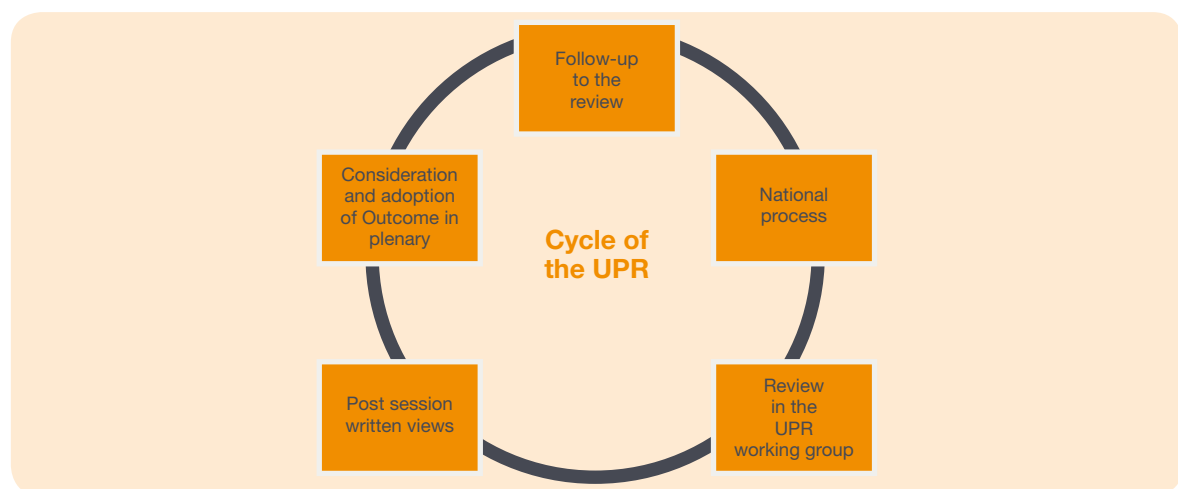 Follow-up
to the
review
National
process
Review
in the
UPR
working group
Post session
written views
Consideration
and adoption
of Outcome in
plenary
Cycle of
the UPR